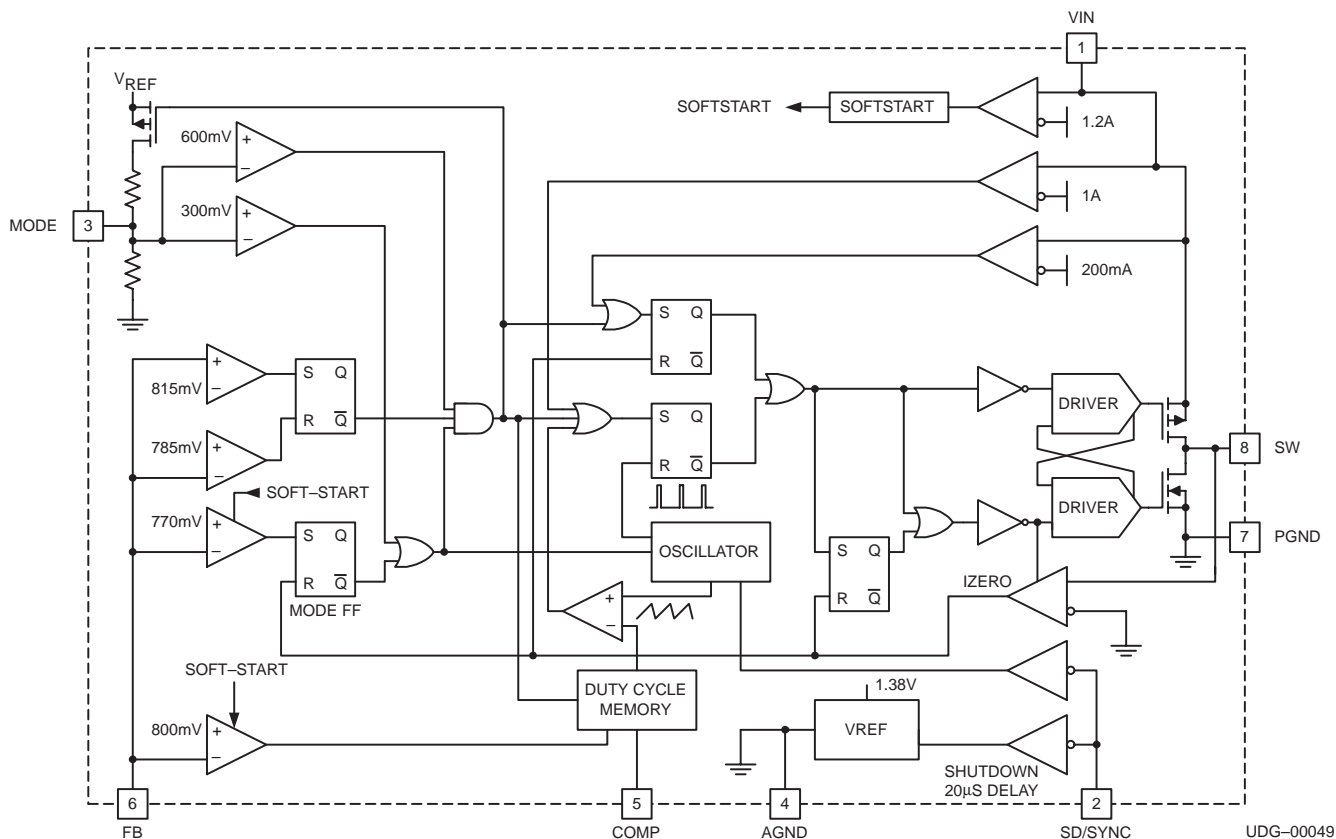 VIN
1
VREF
SOFTSTART
SOFTSTART
1.2A
600mV
+
–
1A
300mV
+
–
MODE
3
200mA
S Q
R Q
+
–
815mV
S Q
R Q
DRIVER
S Q
R Q
785mV
+
–
8
SW
SOFT–START
770mV
+
–
DRIVER
S Q
R Q
MODE FF
OSCILLATOR
S Q
R Q
7
PGND
IZERO
+
–
SOFT–START
DUTY CYCLE
MEMORY
1.38V
VREF
800mV
+
–
SHUTDOWN
20µS DELAY
6
5
4
2
FB
COMP
AGND
SD/SYNC
UDG–00049